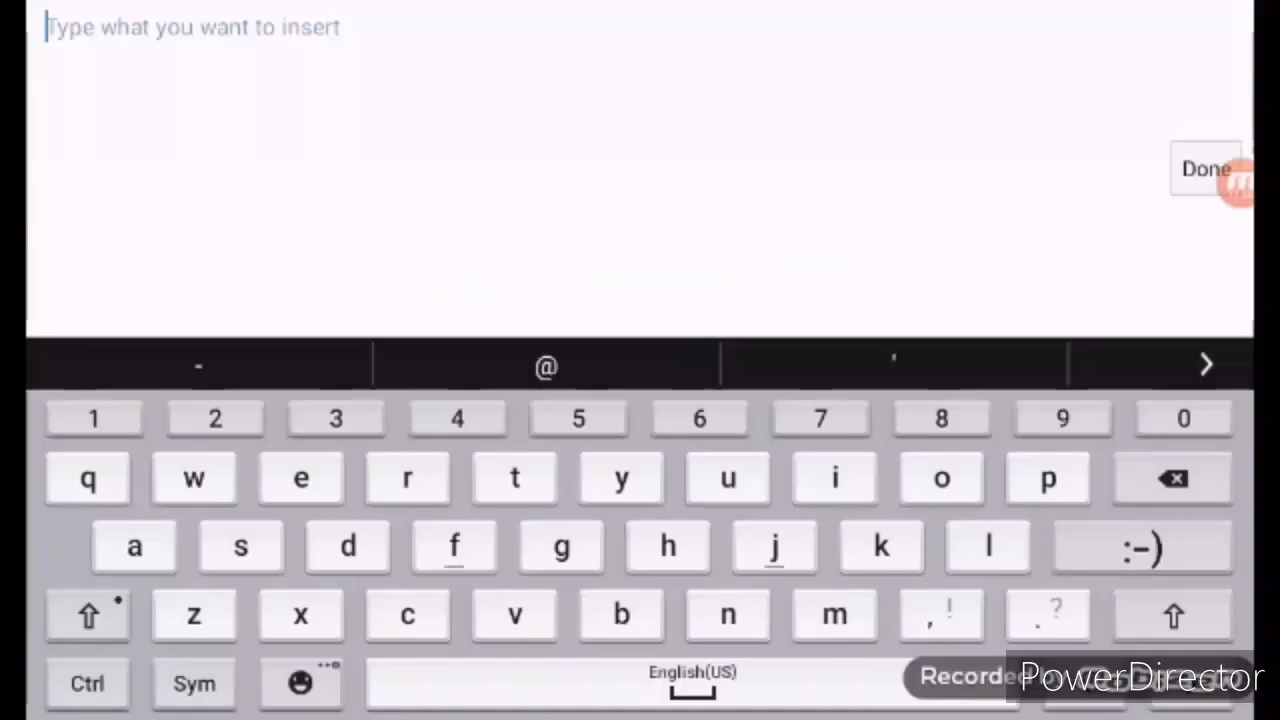 Type what you want to insert
Done
- @ '
1 2 3 4 5 6 7 8 9 0
q w e r t y u i o p
a s d f g h j k l :-)
z x c v b n m , ! . ?
Ctrl Sym English(US)
Recorded
PowerDirector